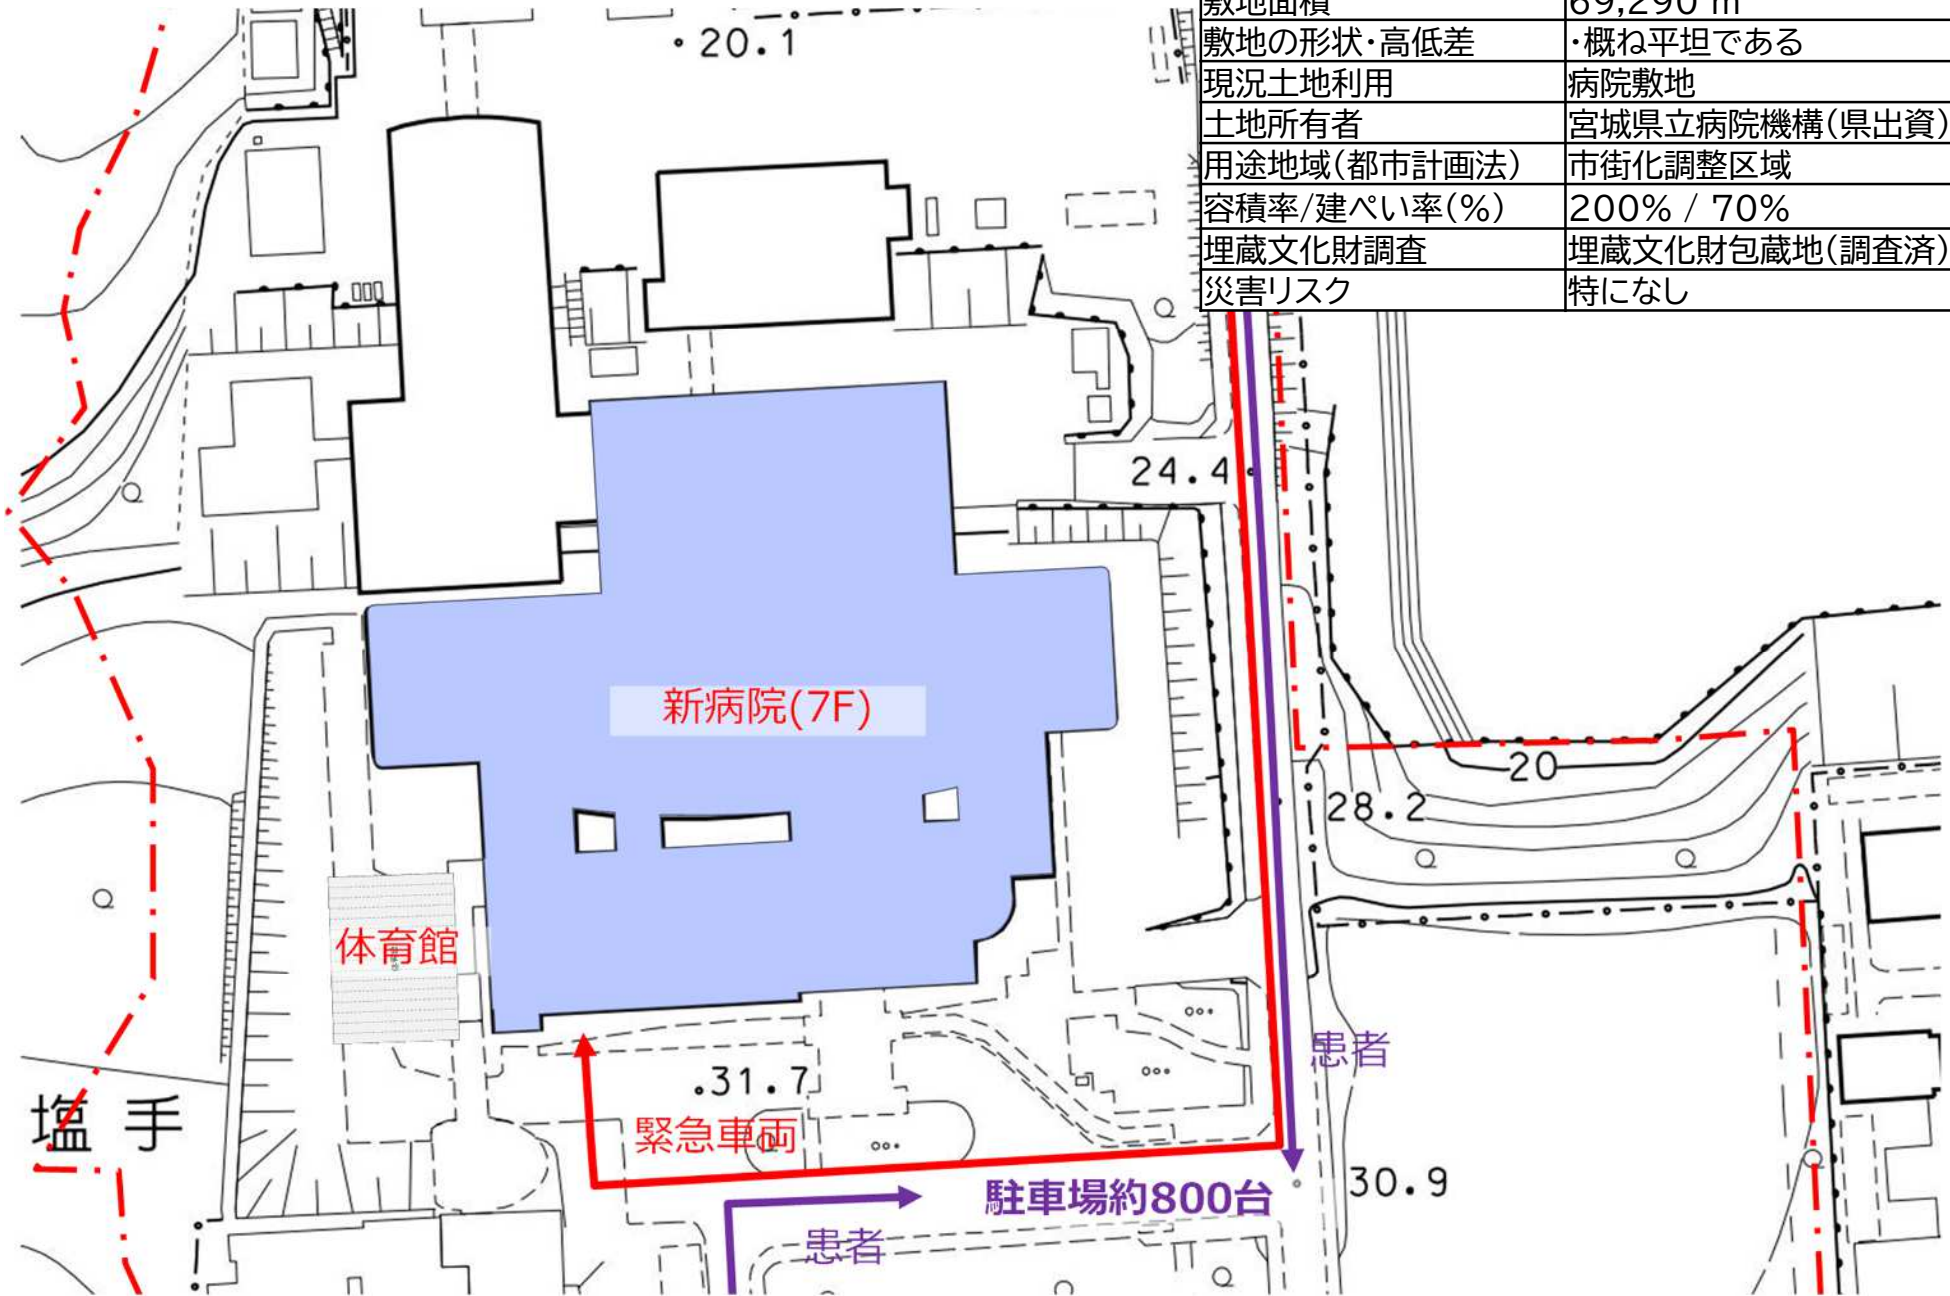 敷地面積 69,290 m
敷地の形状・高低差 ・概ね平坦である
現況土地利用 病院敷地
土地所有者 宮城県立病院機構(県出資)
用途地域(都市計画法) 市街化調整区域
容積率/建ぺい率(%) 200% / 70%
埋蔵文化財調査 埋蔵文化財包蔵地(調査済)
災害リスク 特になし
20.1
24.4
新病院(7F)
20
28.2
体育館
患者
31.7
塩手
緊急車両
30.9
駐車場約800台
患者